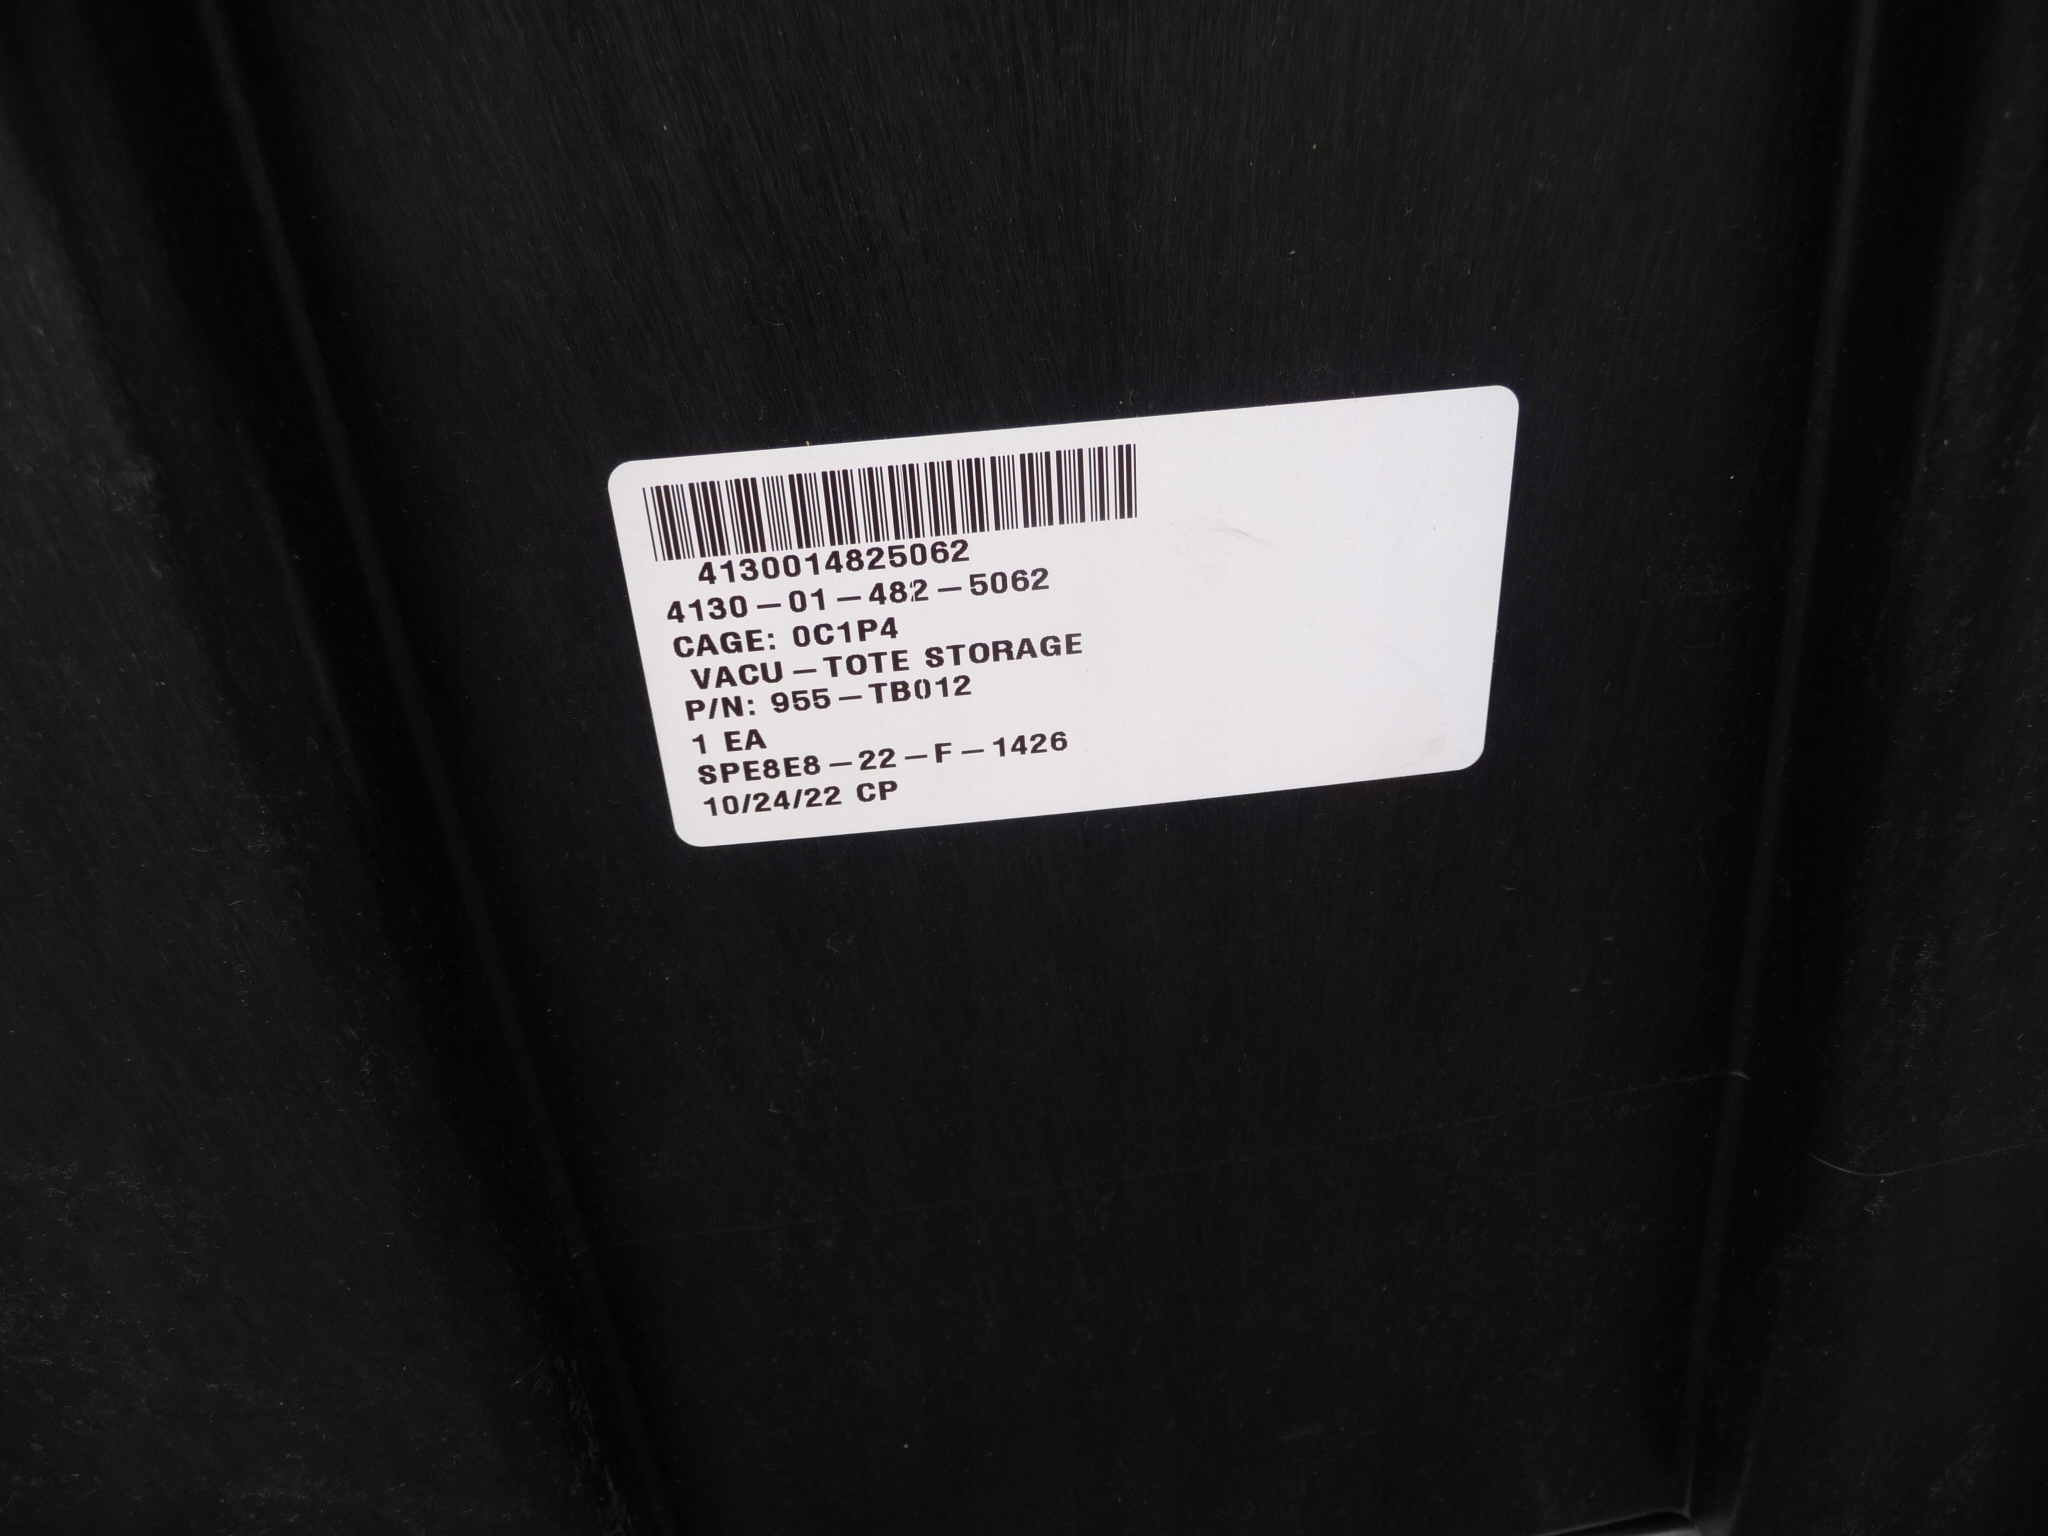 4130014825062
4130-01-482-5062
CAGE: 0C1P4
VACU-TOTE STORAGE
P/N: 955-TB012
1 EA
SPE8E8-22-F-1426
10/24/22 CP